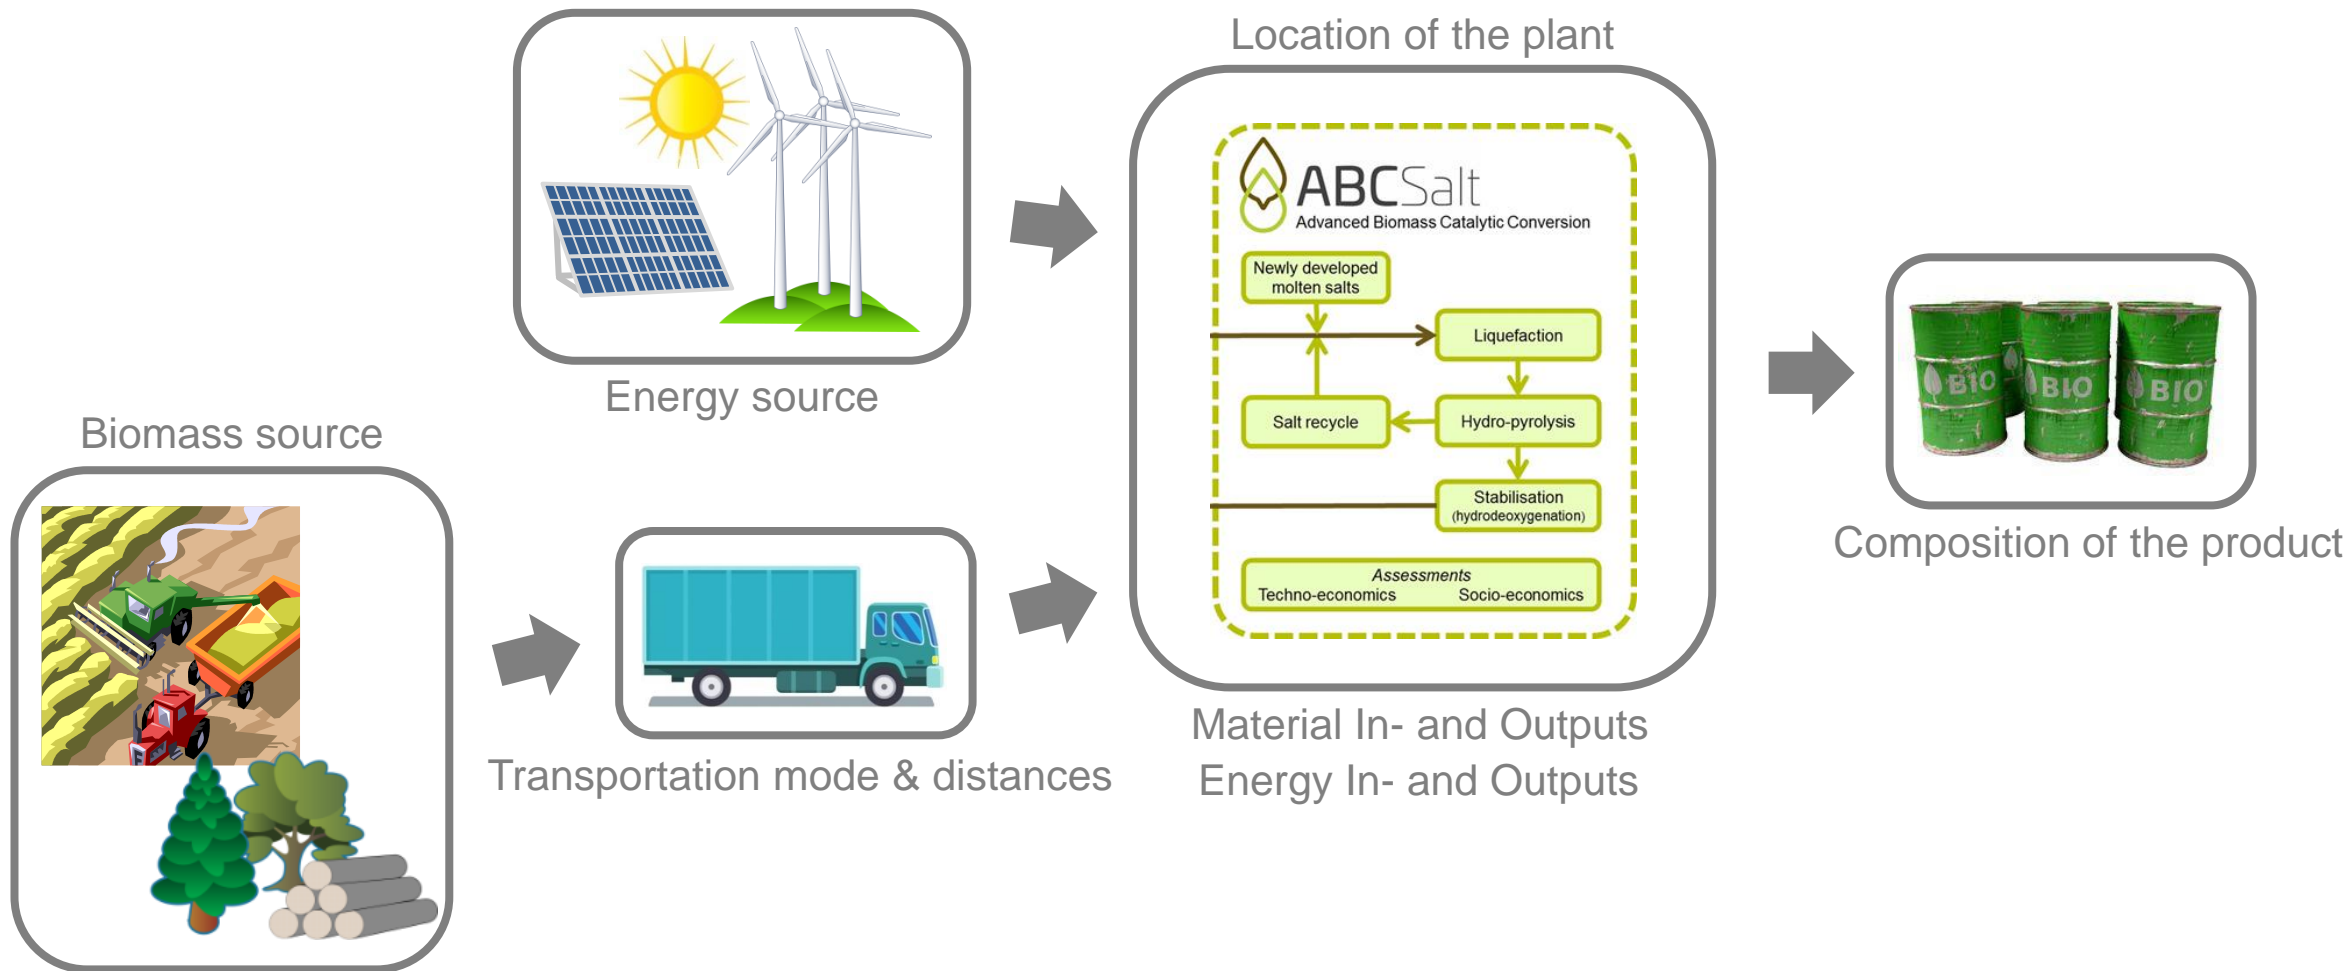 Location of the plant
Energy source
Biomass source
Transportation mode & distances
ABCSalt
Advanced Biomass Catalytic Conversion
Newly developed
molten salts
Liquefaction
Salt recycle
Hydro-pyrolysis
Stabilisation
(hydrodeoxygenation)
Assessments
Techno-economics Socio-economics
Material In- and Outputs
Energy In- and Outputs
BIO
BIO
BIO
Composition of the product